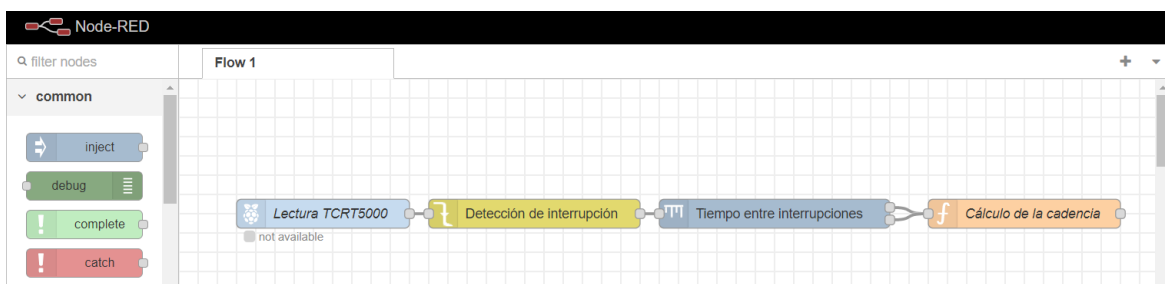 Node-RED
filter nodes
Flow 1
common
inject
debug
complete
catch
Lectura TCRT5000
not available
Detección de interrupción
Tiempo entre interrupciones
Cálculo de la cadencia